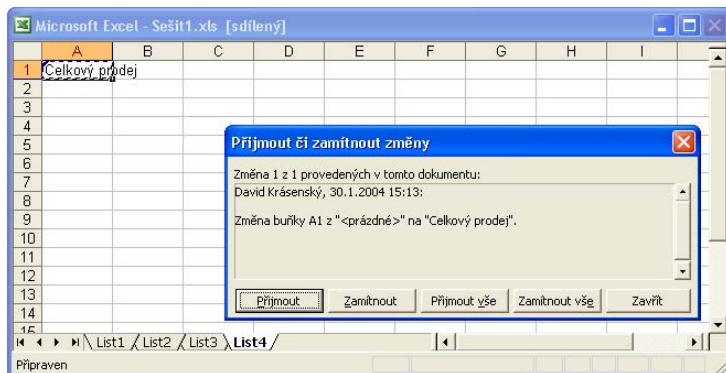 Microsoft Excel - Sešit1.xls [sdílený]
A B C D E F G H I
1 Celkový prodej
2
3
4
5
6
7
8
9
10
11
12
13
14
15
Přijmout či zamítnout změny
Změna 1 z 1 provedených v tomto dokumentu:
David Krásenský, 30.1.2004 15:13:
Změna buňky A1 z "<prázdné>" na "Celkový prodej".
Přijmout Zamítnout Přijmout vše Zamítnout vše Zavřít
List1 List2 List3 List4
Připraven